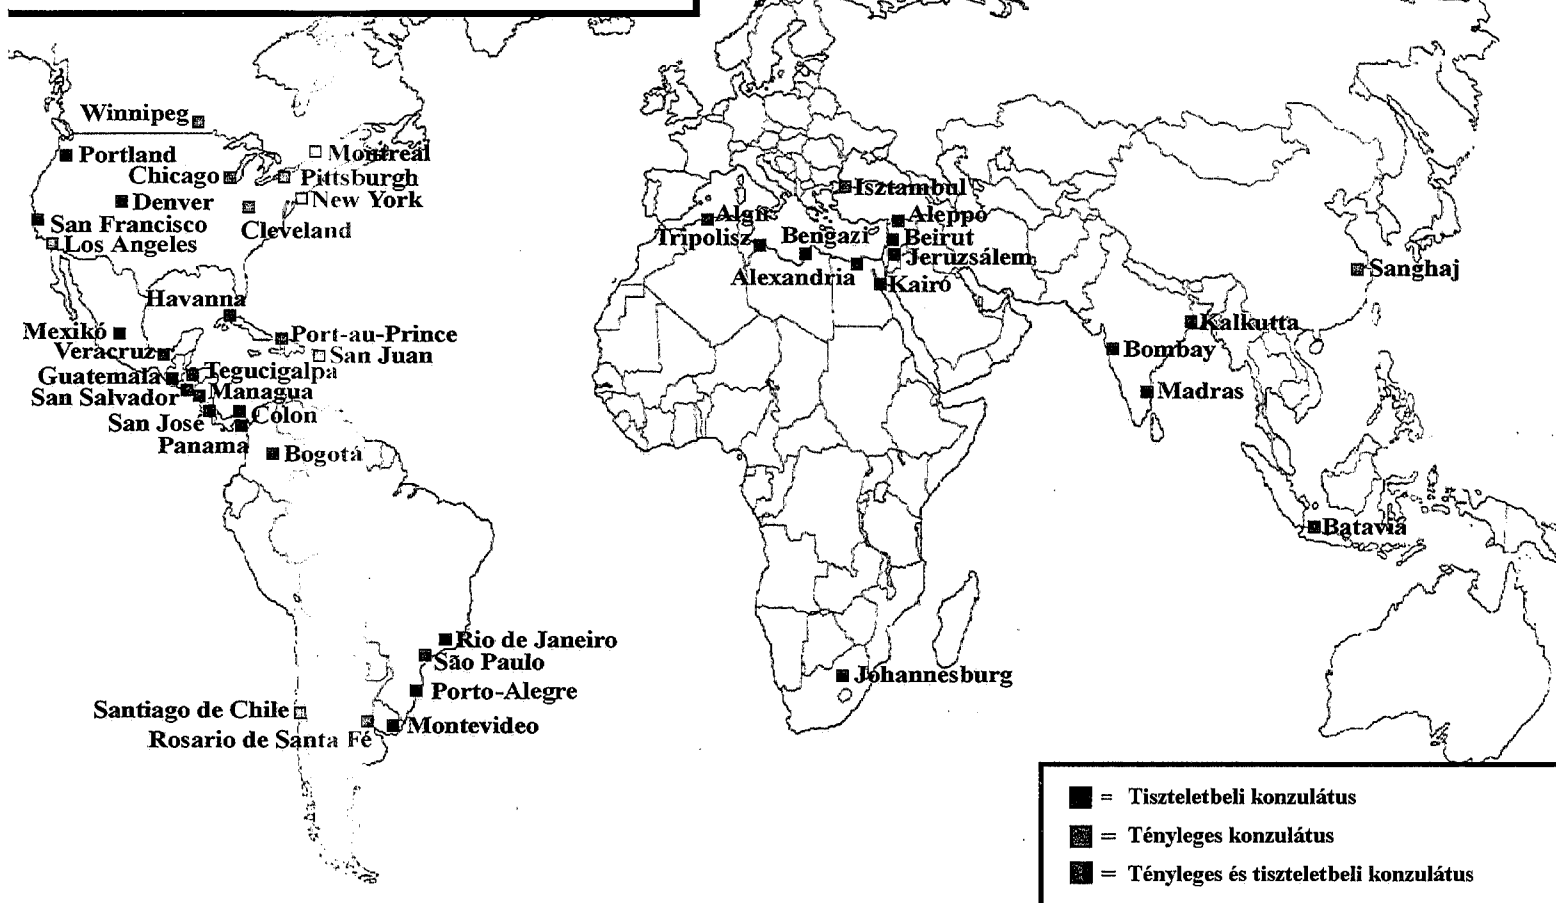 Winnipeg
Portland
Montreal
Chicago
Pittsburgh
Denver
New York
San Francisco
Cleveland
Los Angeles
Havanna
Mexikó
Port-au-Prince
Veracruz
San Juan
Guatemala
Tegucigalpa
San Salvador
Managua
San José
Colon
Panama
Bogotá
Rio de Janeiro
São Paulo
Porto-Alegre
Santiago de Chile
Montevideo
Rosario de Santa Fé
Isztambul
Algír
Aleppó
Tripolisz
Bengazi
Beirut
Jeruzsálem
Alexandria
Kairó
Sanghaj
Kalkutta
Bombay
Madras
Batavia
Johannesburg
= Tiszteletbeli konzulátus
= Tényleges konzulátus
= Tényleges és tiszteletbeli konzulátus